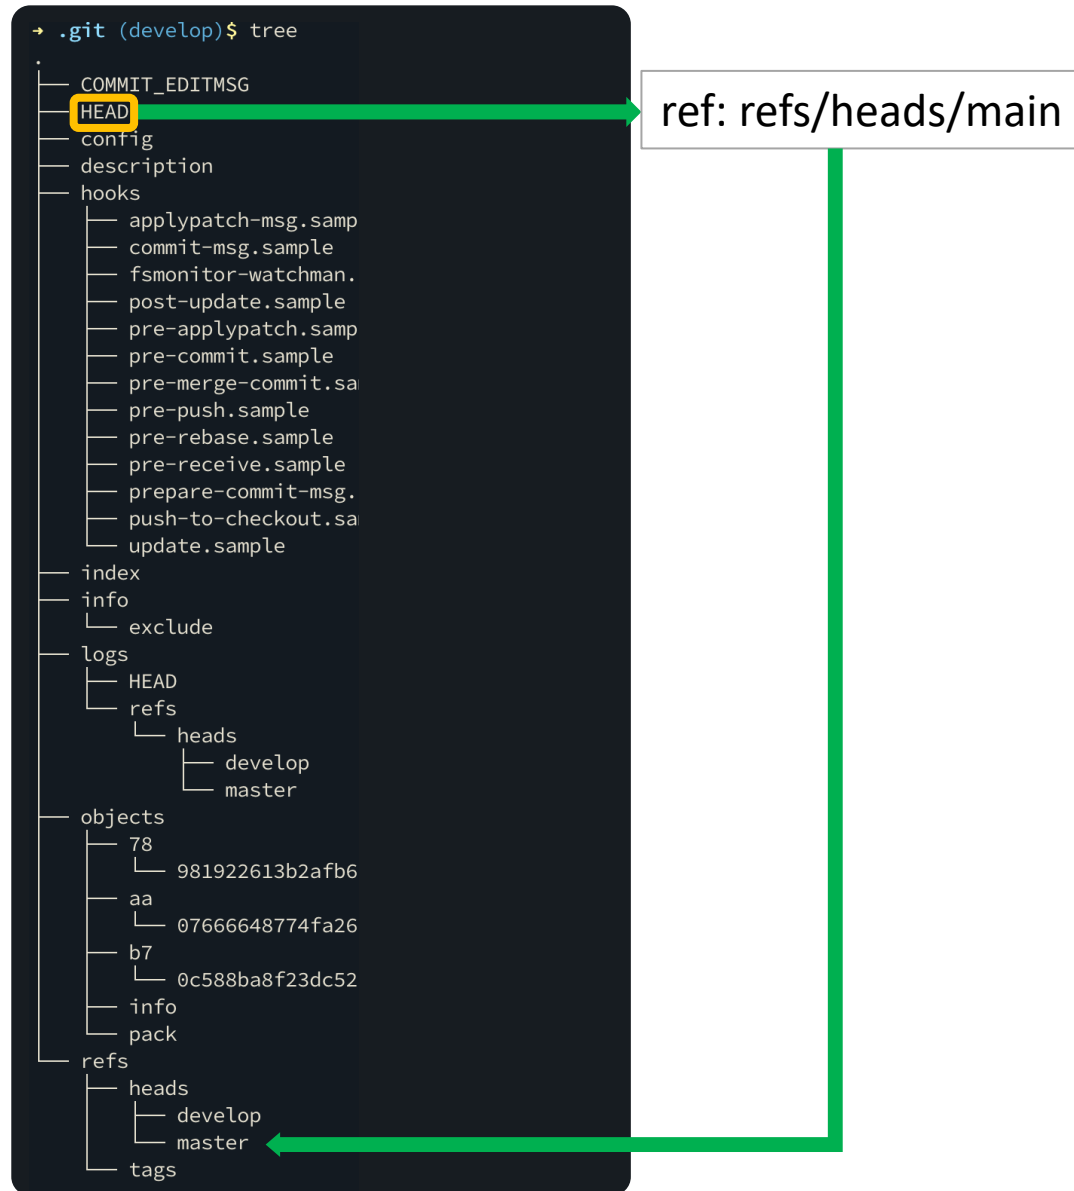 → .git (develop)$ tree
.
├── COMMIT_EDITMSG
├── HEAD
ref: refs/heads/main
├── config
├── description
├── hooks
│   ├── applypatch-msg.samp
│   ├── commit-msg.sample
│   ├── fsmonitor-watchman.
│   ├── post-update.sample
│   ├── pre-applypatch.samp
│   ├── pre-commit.sample
│   ├── pre-merge-commit.sa
│   ├── pre-push.sample
│   ├── pre-rebase.sample
│   ├── pre-receive.sample
│   ├── prepare-commit-msg.
│   ├── push-to-checkout.sa
│   └── update.sample
├── index
├── info
│   └── exclude
├── logs
│   ├── HEAD
│   └── refs
│       └── heads
│           ├── develop
│           └── master
├── objects
│   ├── 78
│   │   └── 981922613b2afb6
│   ├── aa
│   │   └── 07666648774fa26
│   ├── b7
│   │   └── 0c588ba8f23dc52
│   ├── info
│   └── pack
└── refs
    ├── heads
    │   ├── develop
    │   └── master
    └── tags